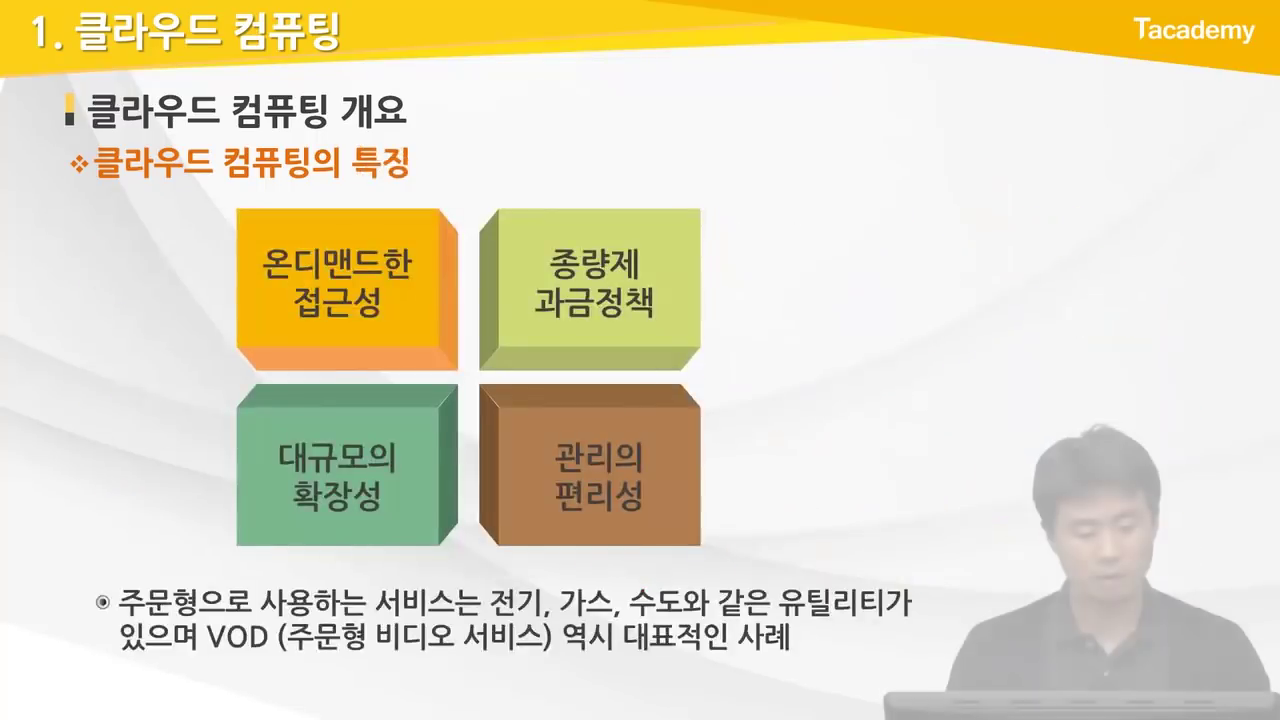 1. 클라우드 컴퓨팅
Tacademy
클라우드 컴퓨팅 개요
클라우드 컴퓨팅의 특징
온디맨드한
접근성
종량제
과금정책
대규모의
확장성
관리의
편리성
주문형으로 사용하는 서비스는 전기, 가스, 수도와 같은 유틸리티가
있으며 VOD (주문형 비디오 서비스) 역시 대표적인 사례